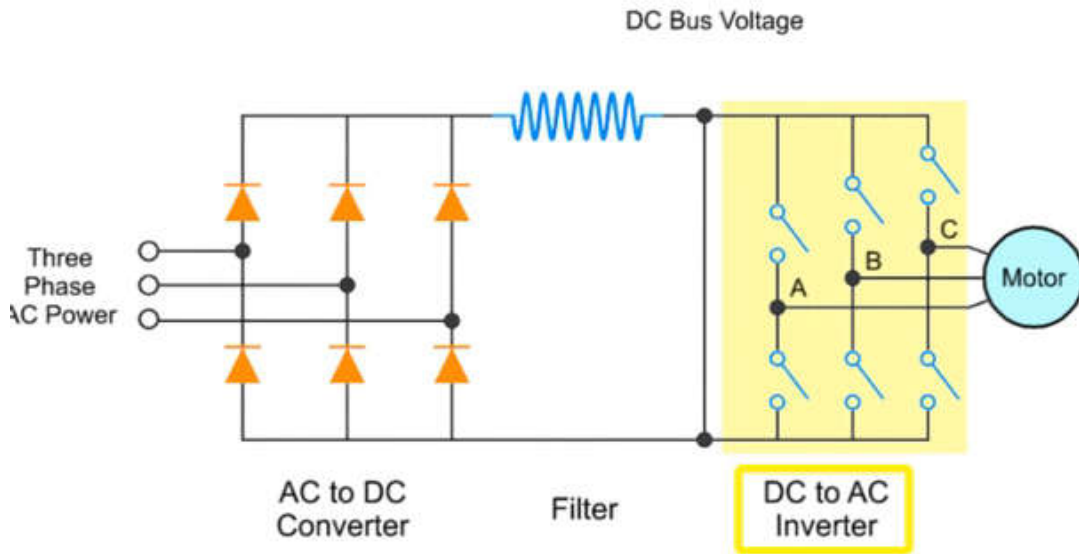 DC Bus Voltage
Three
Phase
AC Power
A
B
C
Motor
AC to DC
Converter
Filter
DC to AC
Inverter